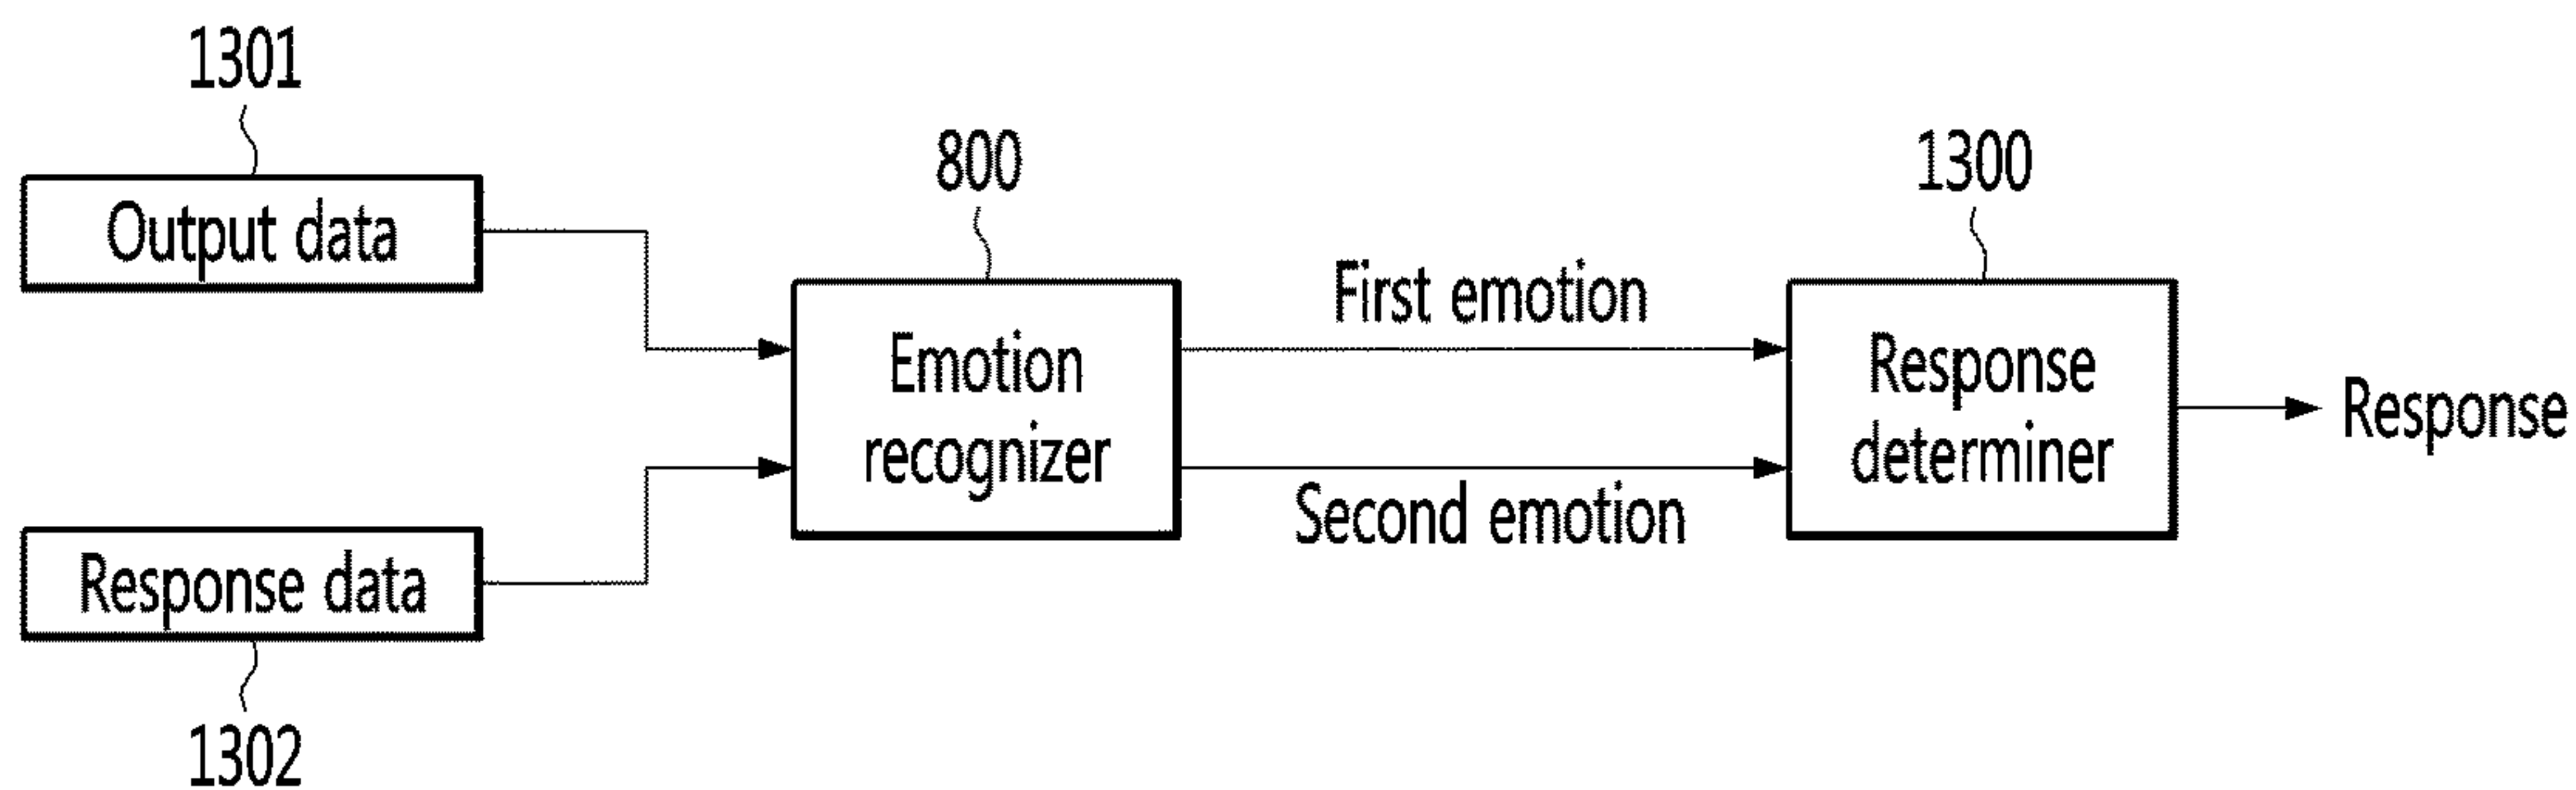 1301
Output data
800
Emotion
recognizer
First emotion
Second emotion
1300
Response
determiner
Response
Response data
1302